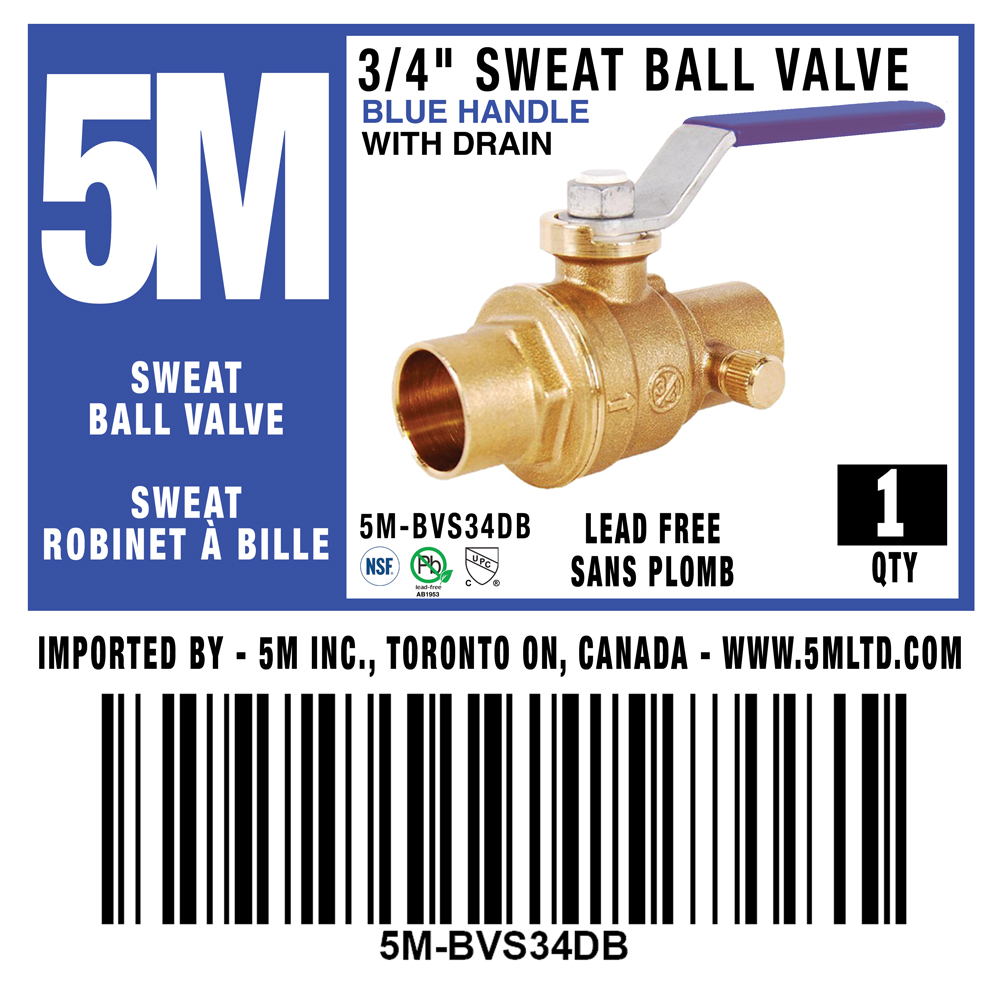 5M
SWEAT
BALL VALVE
SWEAT
ROBINET À BILLE
3/4" SWEAT BALL VALVE
BLUE HANDLE
WITH DRAIN
1
5M-BVS34DB
NSF.
Pb
lead-free
AB1953
UPC
C ®
LEAD FREE
SANS PLOMB
1
QTY
IMPORTED BY - 5M INC., TORONTO ON, CANADA - WWW.5MLTD.COM
5M-BVS34DB